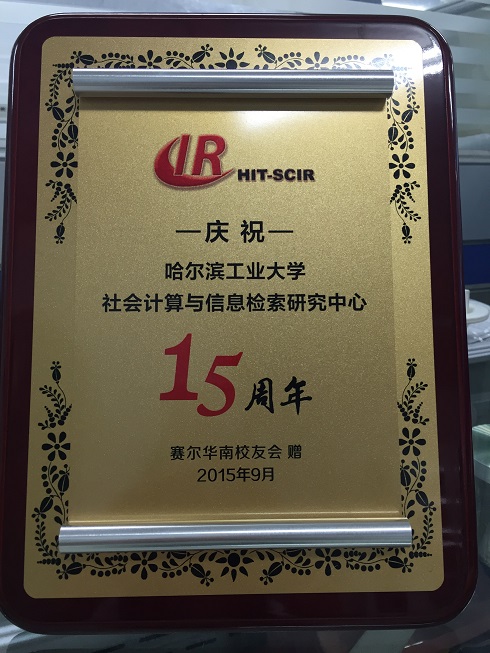 IR HIT-SCIR
—庆 祝—
哈尔滨工业大学
社会计算与信息检索研究中心
15周年
赛尔华南校友会 赠
2015年9月